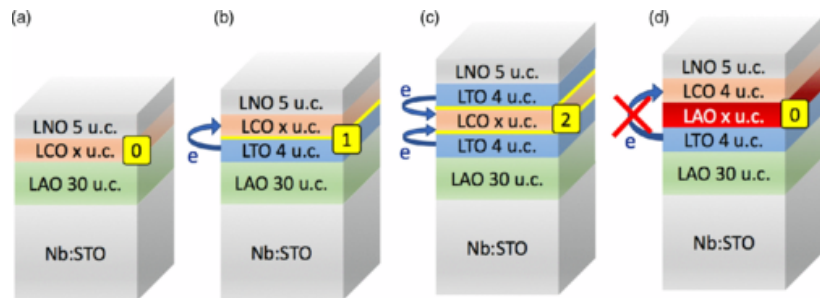 (a)
LNO 5 u.c.
LCO x u.c.
0
LAO 30 u.c.
Nb:STO
(b)
LNO 5 u.c.
LCO x u.c.
1
e
LTO 4 u.c.
LAO 30 u.c.
Nb:STO
(c)
LNO 5 u.c.
e
LTO 4 u.c.
LCO x u.c.
2
e
LTO 4 u.c.
LAO 30 u.c.
Nb:STO
(d)
LNO 5 u.c.
LCO 4 u.c.
LAO x u.c.
0
e
LTO 4 u.c.
LAO 30 u.c.
Nb:STO